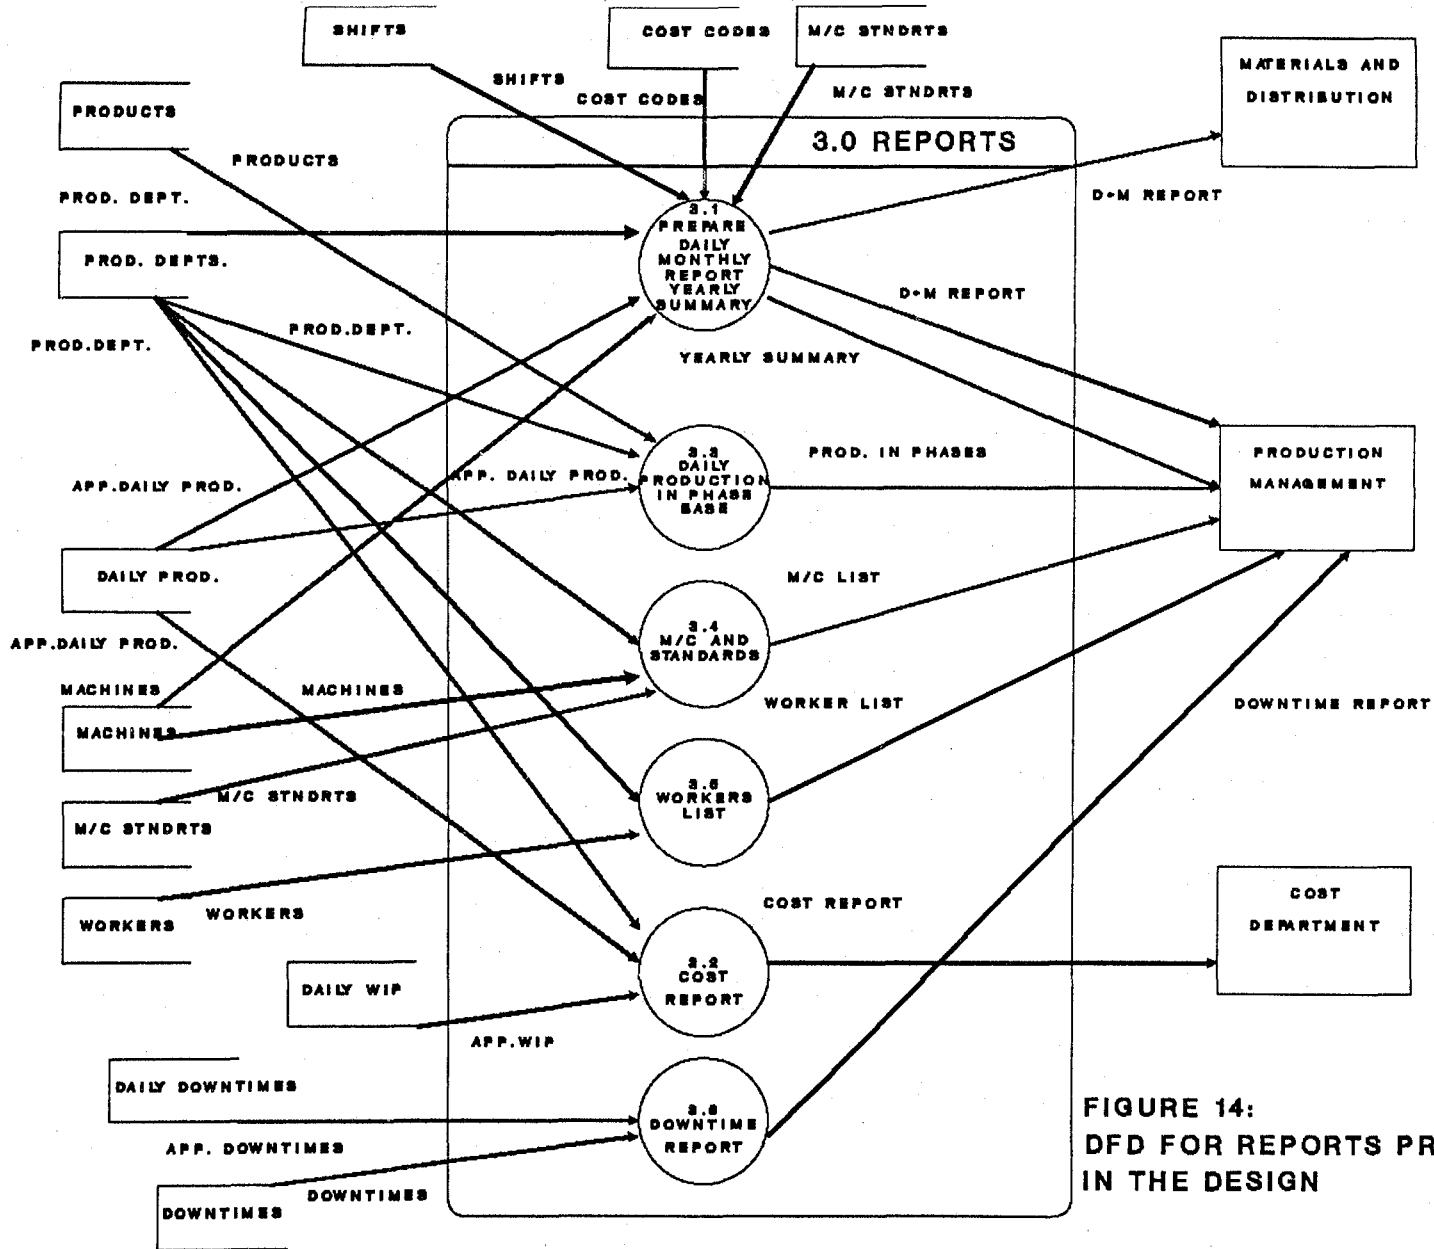 SHIFTS
COST CODES
M/C STNDRTS
MATERIALS AND
DISTRIBUTION
SHIFTS
COST CODES
M/C STNDRTS
PRODUCTS
3.0 REPORTS
PRODUCTS
PROD. DEPT.
D+M REPORT
3.1
PREPARE
DAILY
MONTHLY
REPORT
YEARLY
SUMMARY
PROD. DEPTS.
D+M REPORT
PROD.DEPT.
PROD.DEPT.
YEARLY SUMMARY
3.3
DAILY
PRODUCTION
IN PHASE
BASE
PROD. IN PHASES
PRODUCTION
MANAGEMENT
APP.DAILY PROD.
APP. DAILY PROD.
DAILY PROD.
M/C LIST
3.4
M/C AND
STANDARDS
APP.DAILY PROD.
MACHINES
MACHINES
WORKER LIST
DOWNTIME REPORT
MACHINES
M/C STNDRTS
3.5
WORKERS
LIST
M/C STNDRTS
WORKERS
WORKERS
COST REPORT
COST
DEPARTMENT
3.2
COST
REPORT
DAILY WIP
APP.WIP
DAILY DOWNTIMES
3.6
DOWNTIME
REPORT
APP. DOWNTIMES
DOWNTIMES
DOWNTIMES
FIGURE 14:
DFD FOR REPORTS PR
IN THE DESIGN